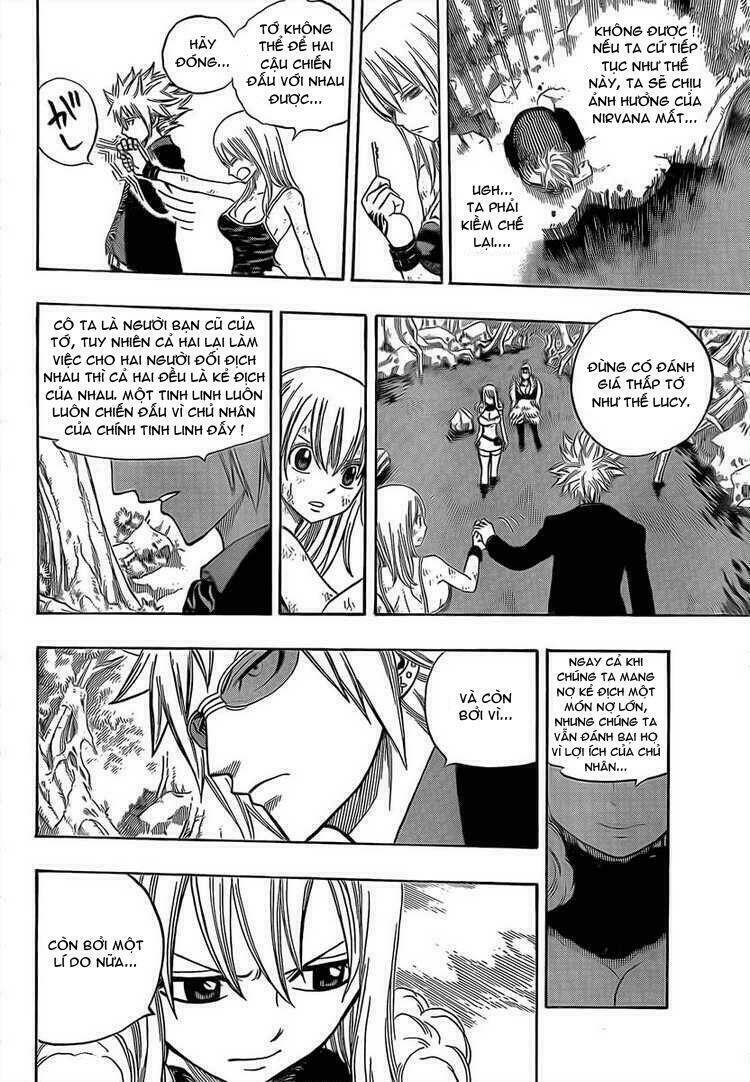 KHÔNG ĐƯỢC!
NẾU TA CỨ TIẾP
TỤC NHƯ THẾ
NÀY, TA SẼ CHỊU
ẢNH HƯỞNG CỦA
NIRVANA MẤT...
UGH...
TA PHẢI
KIỀM CHẾ
LẠI....
TỚ KHÔNG
THỂ ĐỂ HAI
CẬU CHIẾN
ĐẤU VỚI NHAU
ĐƯỢC...
HÃY
ĐÓNG...
ガシ
ĐỪNG CÓ ĐÁNH
GIÁ THẤP TỚ
NHƯ THẾ LUCY.
CÔ TA LÀ NGƯỜI BẠN CŨ CỦA
TỚ, TUY NHIÊN CẢ HAI LẠI LÀM
VIỆC CHO HAI NGƯỜI ĐỐI ĐỊCH
NHAU THÌ CẢ HAI ĐỀU LÀ KẺ ĐỊCH
CỦA NHAU. MỘT TINH LINH LUÔN
LUÔN CHIẾN ĐẤU VÌ CHỦ NHÂN
CỦA CHÍNH TINH LINH ĐẤY !
NGAY CẢ KHI
CHÚNG TA MANG
NỢ KẺ ĐỊCH MỘT
MÓN NỢ LỚN,
NHƯNG CHÚNG TA
VẪN ĐÁNH BẠI HỌ
VÌ LỢI ÍCH CỦA CHỦ
NHÂN...
VÀ CÒN
BỞI VÌ...
CÒN BỞI MỘT
LÍ DO NỮA...